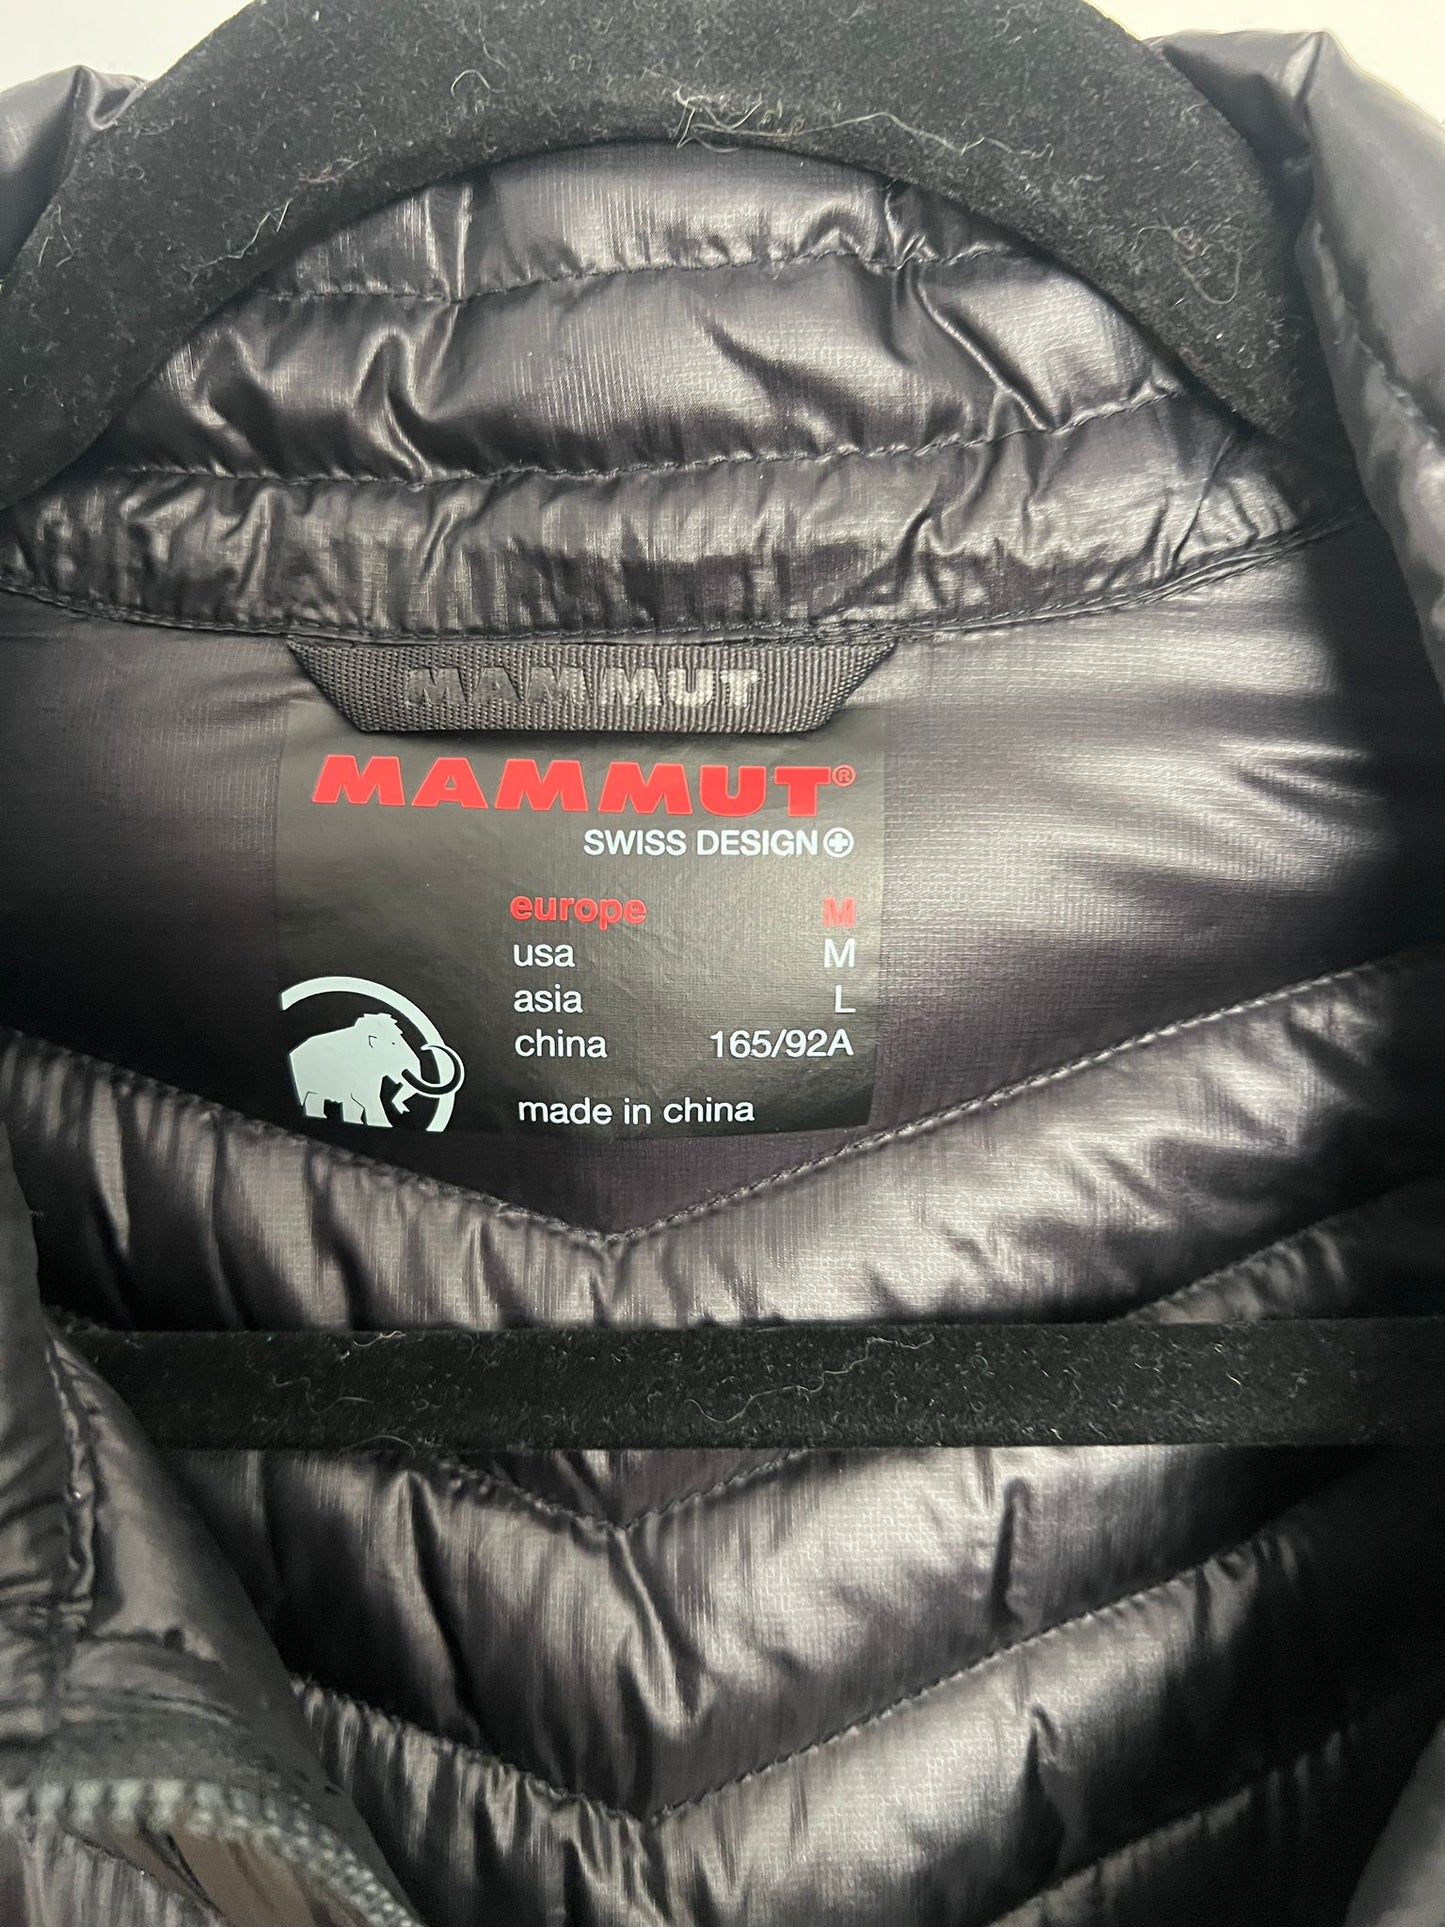 MAMMUT
MAMMUT®
SWISS DESIGN
europe M
usa M
asia L
china 165/92A
made in china